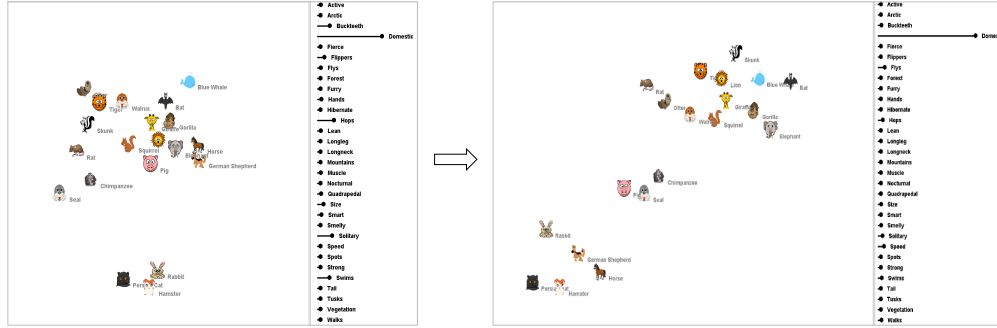 Active
Arctic
Buckteeth
Domestic
Fierce
Flippers
Flys
Forest
Furry
Hands
Hibernate
Hops
Lean
Longleg
Longneck
Mountains
Muscle
Nocturnal
Quadrapedal
Size
Smart
Smelly
Solitary
Speed
Spots
Strong
Swims
Tail
Tusks
Vegetation
Walks
Blue Whale
Tiger
Walrus
Bat
Skunk
Gorilla
Squirrel
Horse
Rat
German Shepherd
Pig
Chimpanzee
Seal
Rabbit
Hamster
Active
Arctic
Buckteeth
Domes
Fierce
Flippers
Flys
Forest
Furry
Hands
Hibernate
Hops
Lean
Longleg
Longneck
Mountains
Muscle
Nocturnal
Quadrapedal
Size
Smart
Smelly
Solitary
Speed
Spots
Strong
Swims
Tail
Tusks
Vegetation
Walks
Skunk
Lion
Bat
Rat
Otter
Gorilla
Squirrel
Elephant
Chimpanzee
Seal
Rabbit
German Shepherd
Horse
Hamster